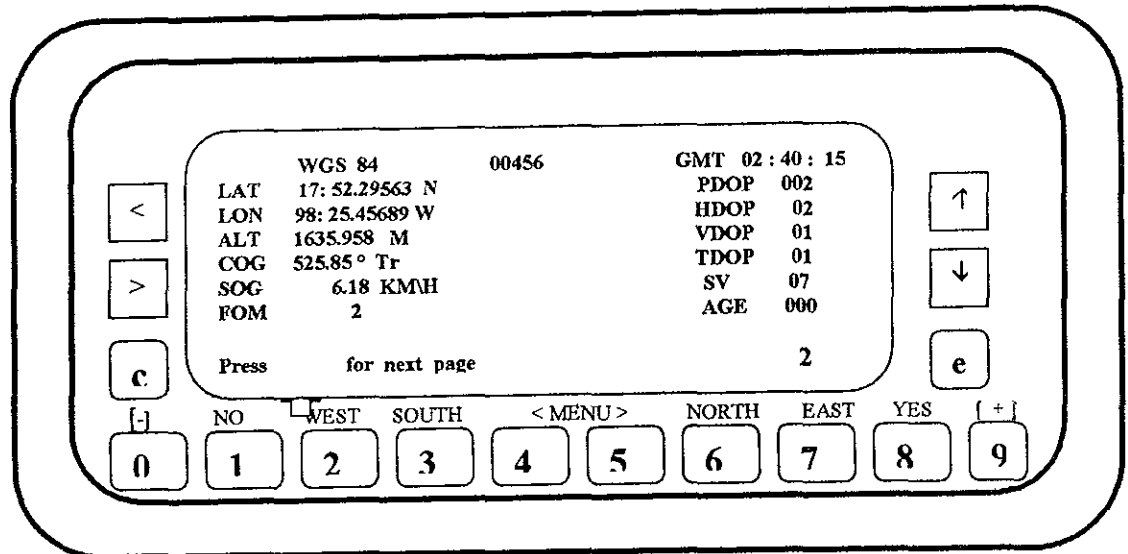 WGS 84 00456 GMT 02 : 40 : 15
LAT 17: 52.29563 N PDOP 002
< LON 98: 25.45689 W HDOP 02 ↑
ALT 1635.958 M VDOP 01
COG 525.85° Tr TDOP 01
> SOG 6.18 KM\H SV 07 ↓
FOM 2 AGE 000
c Press for next page 2 e
[-] NO WEST SOUTH < MENU > NORTH EAST YES [ + ]
0 1 2 3 4 5 6 7 8 9